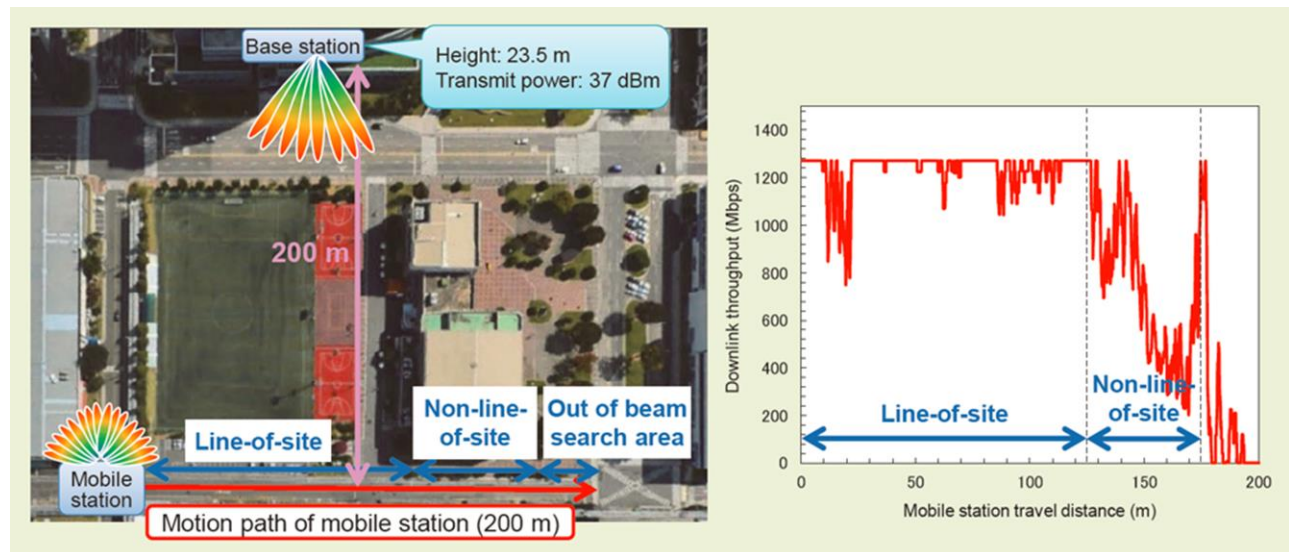 Base station
Height: 23.5 m
Transmit power: 37 dBm
200 m
Line-of-site
Non-line-
of-site
Out of beam
search area
Mobile
station
Motion path of mobile station (200 m)
Downlink throughput (Mbps)
1400
1200
1000
800
600
400
200
0
Line-of-site
Non-line-
of-site
0
50
100
150
200
Mobile station travel distance (m)